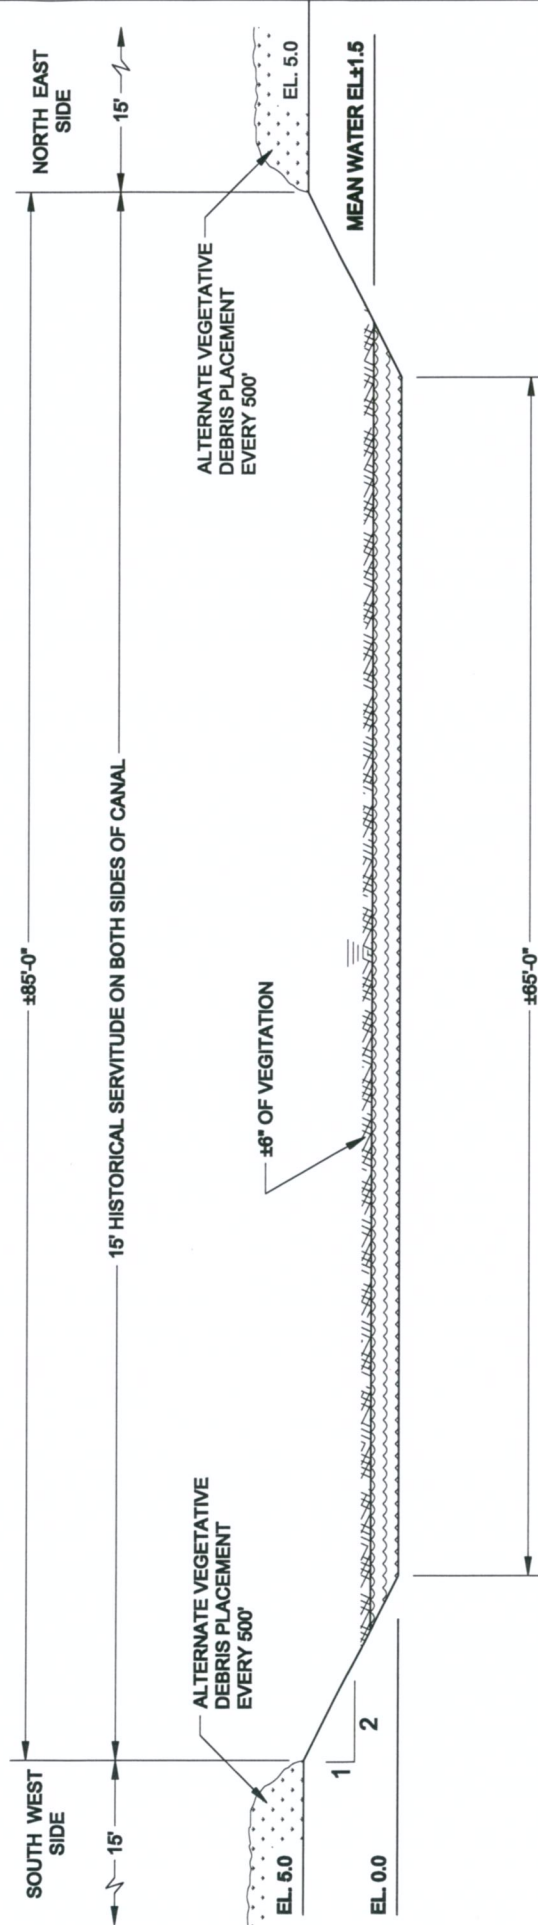 SOUTH WEST
SIDE
NORTH EAST
SIDE
±85'-0"
15'
15' HISTORICAL SERVITUDE ON BOTH SIDES OF CANAL
15'
ALTERNATE VEGETATIVE
DEBRIS PLACEMENT
EVERY 500'
±6" OF VEGITATION
ALTERNATE VEGETATIVE
DEBRIS PLACEMENT
EVERY 500'
EL. 5.0
EL. 5.0
1
2
MEAN WATER EL±1.5
EL. 0.0
±65'-0"